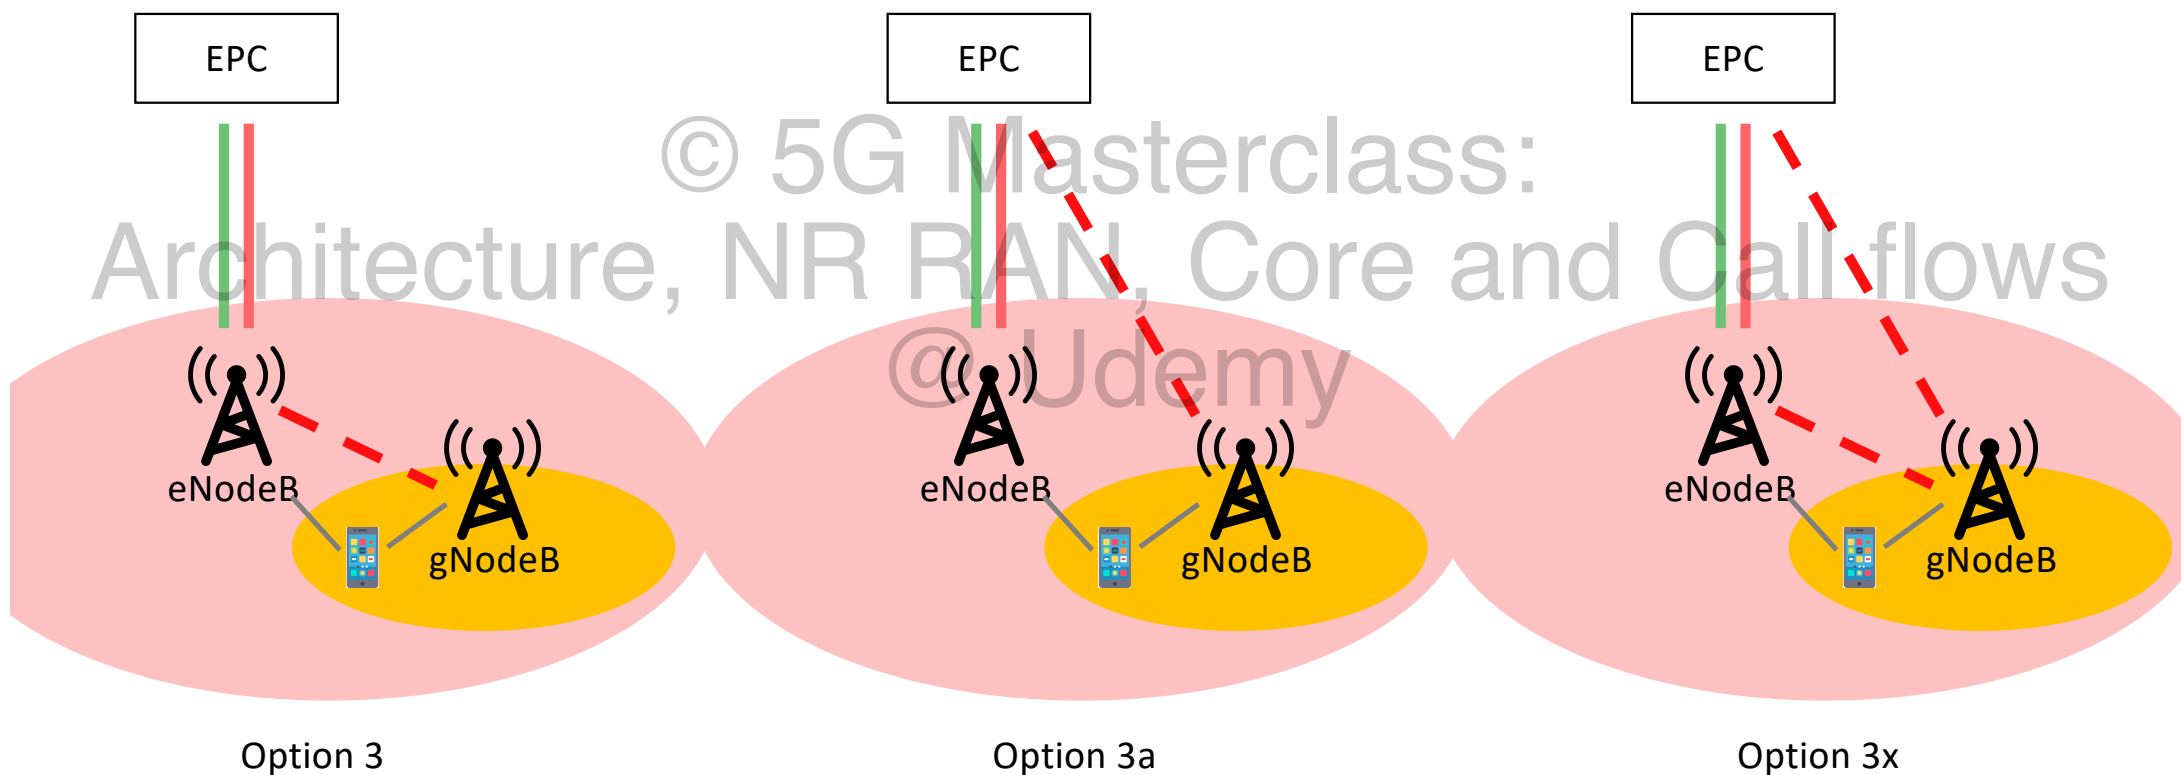 EPC
EPC
EPC
© 5G Masterclass:
Architecture, NR RAN, Core and Call flows
@ Udemy
eNodeB
gNodeB
eNodeB
gNodeB
eNodeB
gNodeB
Option 3
Option 3a
Option 3x